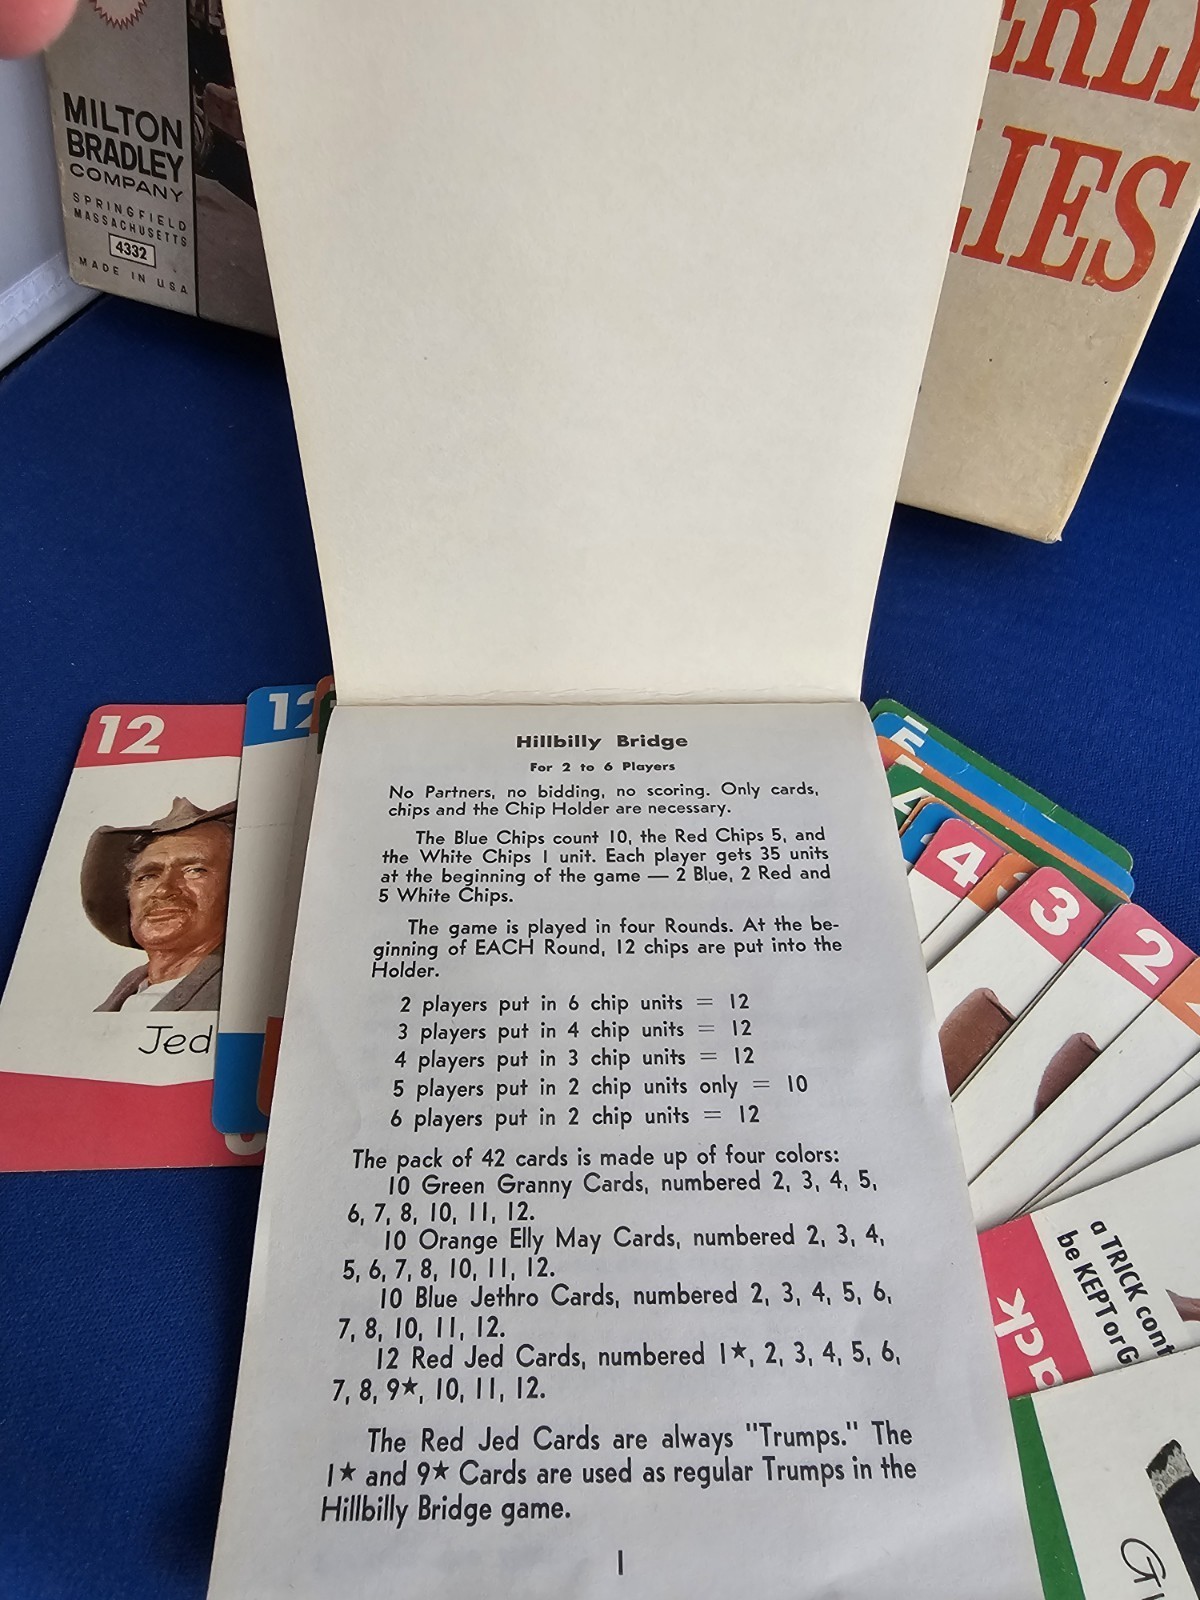 MILTON
BRADLEY
COMPANY
SPRINGFIELD
MASSACHUSETTS
4332
MADE IN USA
ERLY
LIES
12
Jed
12
Hillbilly Bridge
For 2 to 6 Players
No Partners, no bidding, no scoring. Only cards,
chips and the Chip Holder are necessary.
The Blue Chips count 10, the Red Chips 5, and
the White Chips 1 unit. Each player gets 35 units
at the beginning of the game — 2 Blue, 2 Red and
5 White Chips.
The game is played in four Rounds. At the be-
ginning of EACH Round, 12 chips are put into the
Holder.
2 players put in 6 chip units = 12
3 players put in 4 chip units = 12
4 players put in 3 chip units = 12
5 players put in 2 chip units only = 10
6 players put in 2 chip units = 12
The pack of 42 cards is made up of four colors:
10 Green Granny Cards, numbered 2, 3, 4, 5,
6, 7, 8, 10, 11, 12.
10 Orange Elly May Cards, numbered 2, 3, 4,
5, 6, 7, 8, 10, 11, 12.
10 Blue Jethro Cards, numbered 2, 3, 4, 5, 6,
7, 8, 10, 11, 12.
12 Red Jed Cards, numbered 1★, 2, 3, 4, 5, 6,
7, 8, 9★, 10, 11, 12.
The Red Jed Cards are always "Trumps." The
1★ and 9★ Cards are used as regular Trumps in the
Hillbilly Bridge game.
1
5
4
4
3
2
a TRICK cont
be KEPT or G
ack
G